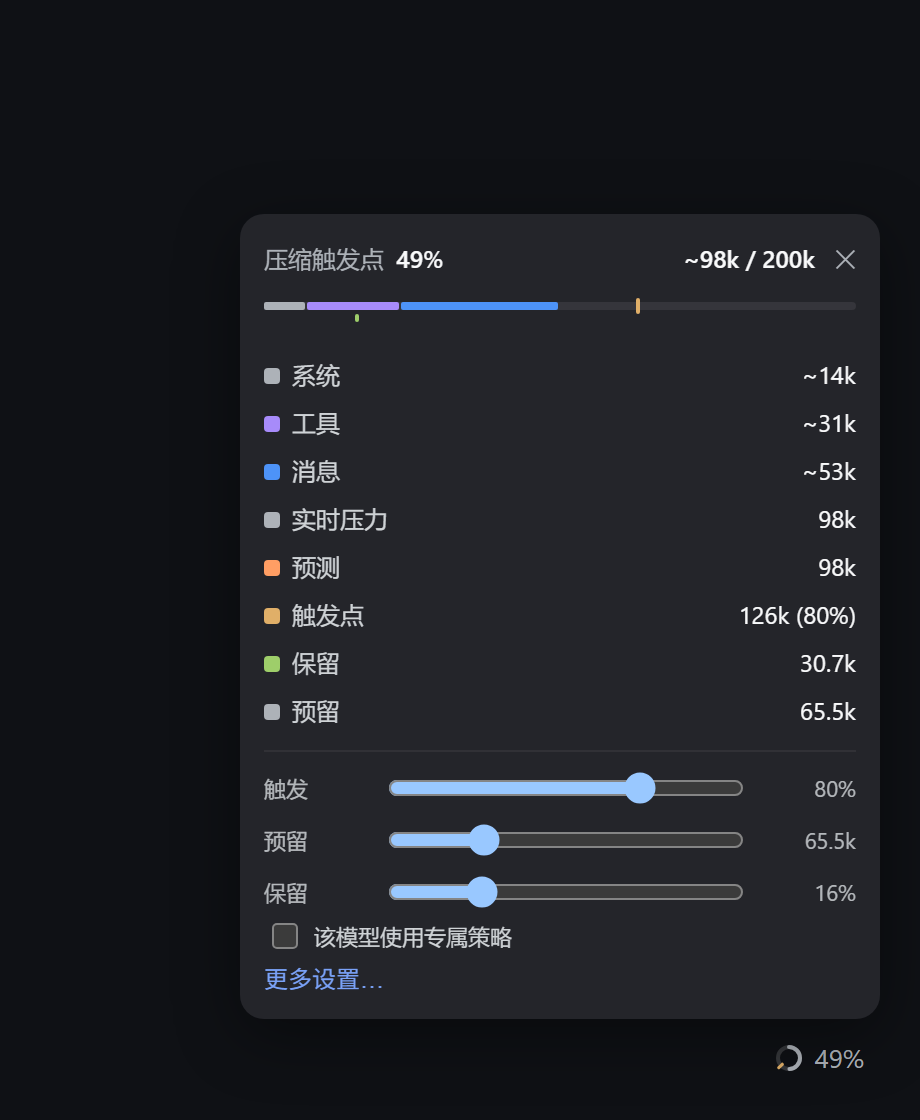 压缩触发点 49% ~98k / 200k
系统 ~14k
工具 ~31k
消息 ~53k
实时压力 98k
预测 98k
触发点 126k (80%)
保留 30.7k
预留 65.5k
触发 80%
预留 65.5k
保留 16%
该模型使用专属策略
更多设置…
49%